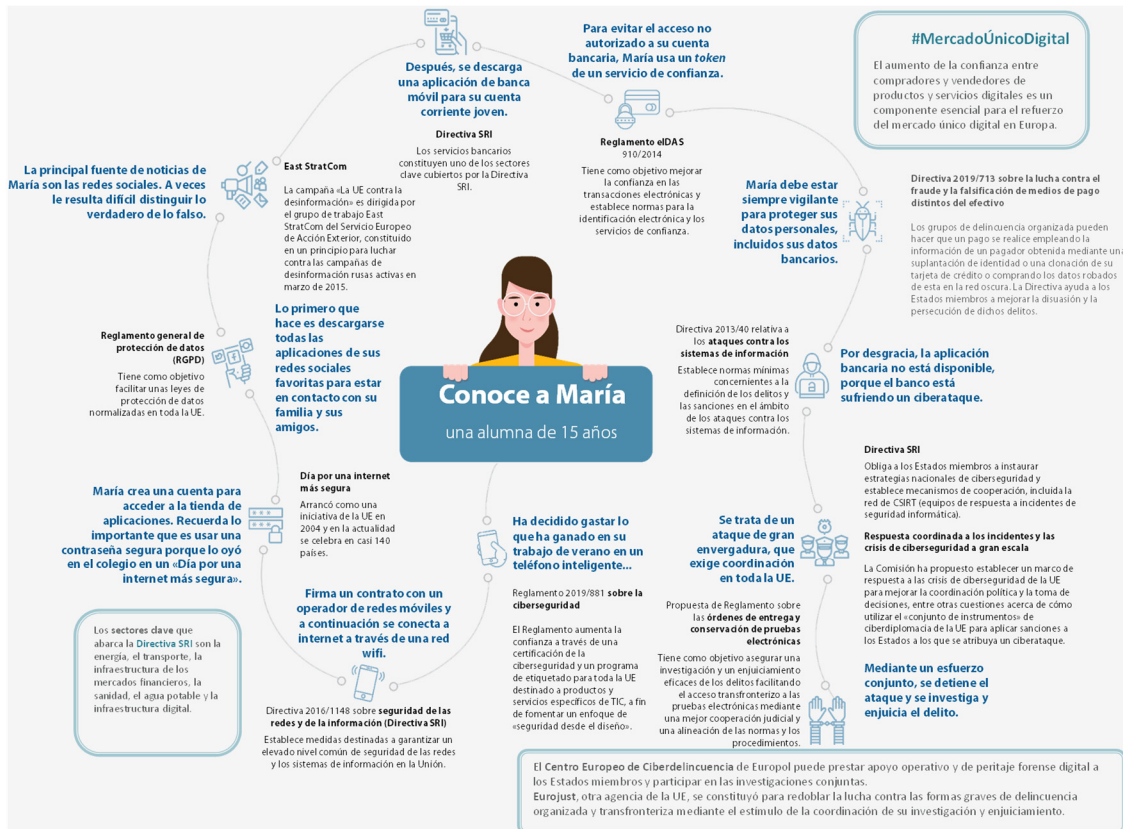 Conoce a María
una alumna de 15 años
Ha decidido gastar lo
que ha ganado en su
trabajo de verano en un
teléfono inteligente...
Reglamento 2019/881 sobre la
ciberseguridad
El Reglamento aumenta la
confianza a través de una
certificación de la
ciberseguridad y un programa
de etiquetado para toda la UE
destinado a productos y
servicios específicos de TIC, a fin
de fomentar un enfoque de
«seguridad desde el diseño».
Firma un contrato con un
operador de redes móviles y
a continuación se conecta a
internet a través de una red
wifi.
Directiva 2016/1148 sobre seguridad de las
redes y de la información (Directiva SRI)
Establece medidas destinadas a garantizar un
elevado nivel común de seguridad de las redes
y los sistemas de información en la Unión.
Los sectores clave que
abarca la Directiva SRI son la
energía, el transporte, la
infraestructura de los
mercados financieros, la
sanidad, el agua potable y la
infraestructura digital.
María crea una cuenta para
acceder a la tienda de
aplicaciones. Recuerda lo
importante que es usar una
contraseña segura porque lo oyó
en el colegio en un «Día por una
internet más segura».
Día por una internet
más segura
Arrancó como una
iniciativa de la UE en
2004 y en la actualidad
se celebra en casi 140
países.
Lo primero que
hace es descargarse
todas las
aplicaciones de sus
redes sociales
favoritas para estar
en contacto con su
familia y sus
amigos.
Reglamento general de
protección de datos
(RGPD)
Tiene como objetivo
facilitar unas leyes de
protección de datos
normalizadas en toda la UE.
La principal fuente de noticias de
María son las redes sociales. A veces
le resulta difícil distinguir lo
verdadero de lo falso.
East StratCom
La campaña «La UE contra la
desinformación» es dirigida por
el grupo de trabajo East
StratCom del Servicio Europeo
de Acción Exterior, constituido
en un principio para luchar
contra las campañas de
desinformación rusas activas en
marzo de 2015.
Después, se descarga
una aplicación de banca
móvil para su cuenta
corriente joven.
Directiva SRI
Los servicios bancarios
constituyen uno de los sectores
clave cubiertos por la Directiva
SRI.
Para evitar el acceso no
autorizado a su cuenta
bancaria, María usa un token
de un servicio de confianza.
Reglamento eIDAS
910/2014
Tiene como objetivo mejorar
la confianza en las
transacciones electrónicas y
establece normas para la
identificación electrónica y los
servicios de confianza.
#MercadoÚnicoDigital
El aumento de la confianza entre
compradores y vendedores de
productos y servicios digitales es un
componente esencial para el refuerzo
del mercado único digital en Europa.
María debe estar
siempre vigilante
para proteger sus
datos personales,
incluidos sus datos
bancarios.
Directiva 2019/713 sobre la lucha contra el
fraude y la falsificación de medios de pago
distintos del efectivo
Los grupos de delincuencia organizada pueden
hacer que un pago se realice empleando la
información de un pagador obtenida mediante una
suplantación de identidad o una clonación de su
tarjeta de crédito o comprando los datos robados
de esta en la red oscura. La Directiva ayuda a los
Estados miembros a mejorar la disuasión y la
persecución de dichos delitos.
Por desgracia, la aplicación
bancaria no está disponible,
porque el banco está
sufriendo un ciberataque.
Directiva 2013/40 relativa a
los ataques contra los
sistemas de información
Establece normas mínimas
concernientes a la
definición de los delitos y
las sanciones en el ámbito
de los ataques contra los
sistemas de información.
Se trata de un
ataque de gran
envergadura, que
exige coordinación
en toda la UE.
Directiva SRI
Obliga a los Estados miembros a instaurar
estrategias nacionales de ciberseguridad y
establece mecanismos de cooperación, incluida la
red de CSIRT (equipos de respuesta a incidentes de
seguridad informática).
Respuesta coordinada a los incidentes y las
crisis de ciberseguridad a gran escala
La Comisión ha propuesto establecer un marco de
respuesta a las crisis de ciberseguridad de la UE
para mejorar la coordinación política y la toma de
decisiones, entre otras cuestiones acerca de cómo
utilizar el «conjunto de instrumentos» de
ciberdiplomacia de la UE para aplicar sanciones a
los Estados a los que se atribuya un ciberataque.
Mediante un esfuerzo
conjunto, se detiene el
ataque y se investiga y
enjuicia el delito.
Propuesta de Reglamento sobre
las órdenes de entrega y
conservación de pruebas
electrónicas
Tiene como objetivo asegurar una
investigación y un enjuiciamiento
eficaces de los delitos facilitando
el acceso transfronterizo a las
pruebas electrónicas mediante
una mejor cooperación judicial y
una alineación de las normas y los
procedimientos.
El Centro Europeo de Ciberdelincuencia de Europol puede prestar apoyo operativo y de peritaje forense digital a
los Estados miembros y participar en las investigaciones conjuntas.
Eurojust, otra agencia de la UE, se constituyó para redoblar la lucha contra las formas graves de delincuencia
organizada y transfronteriza mediante el estímulo de la coordinación de su investigación y enjuiciamiento.